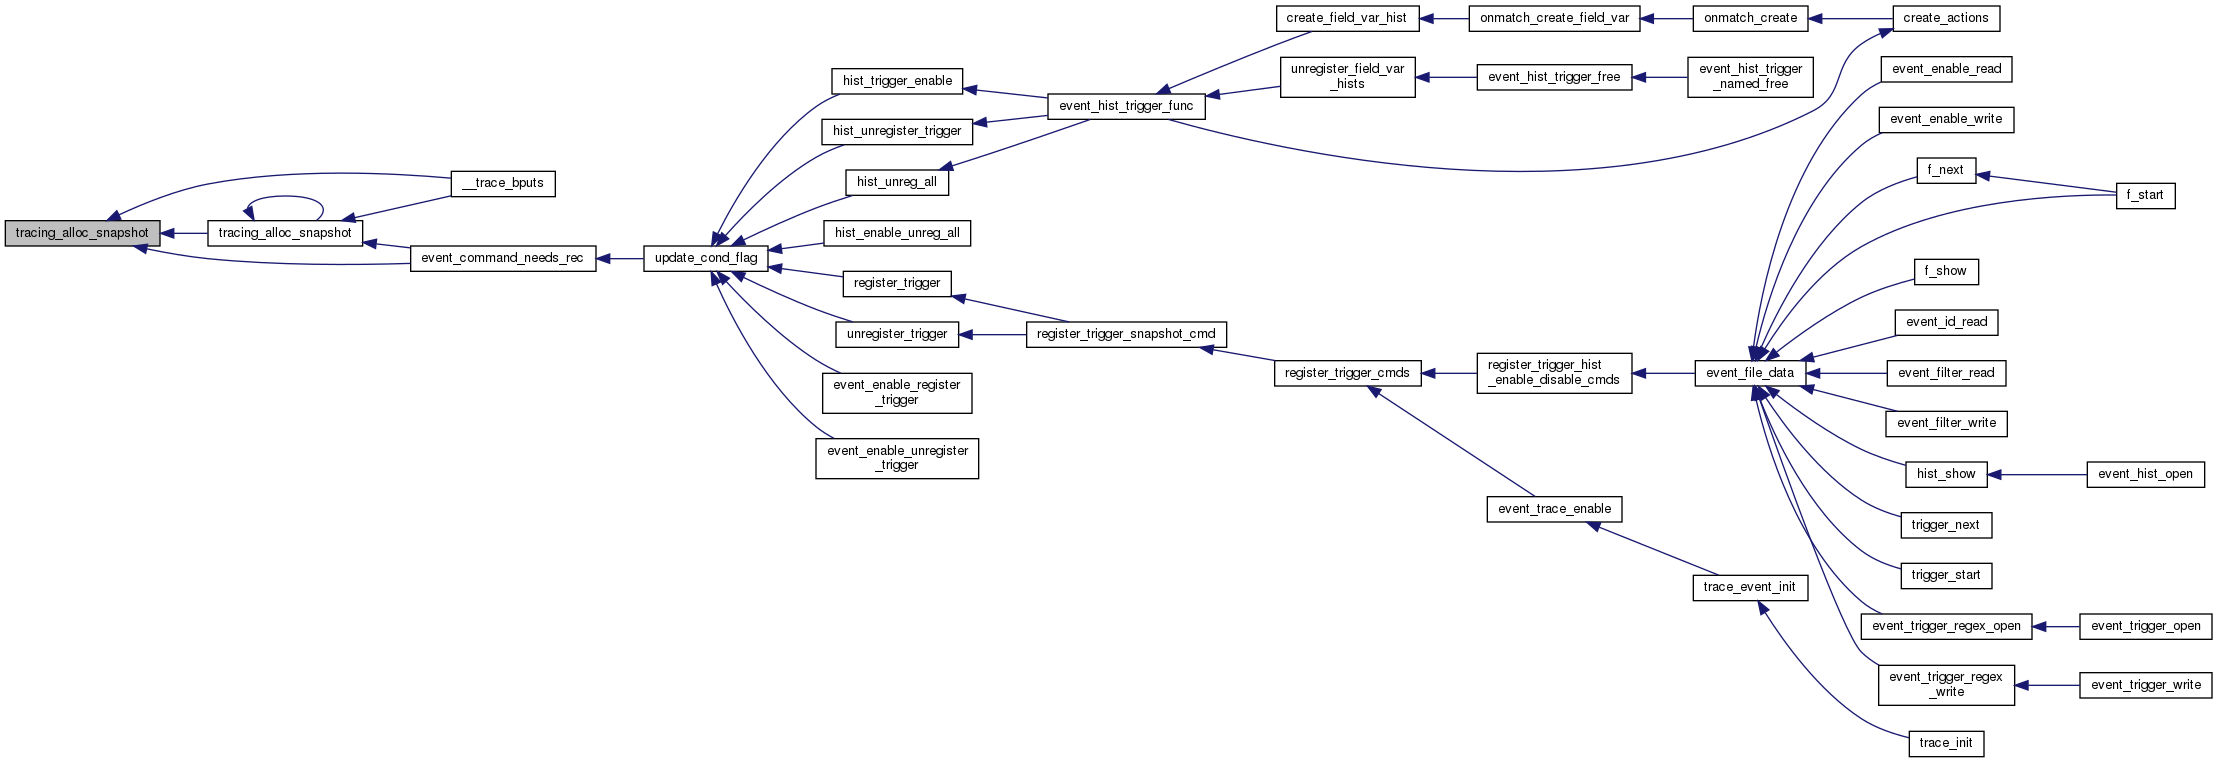 tracing_alloc_snapshot
__trace_bputs
tracing_alloc_snapshot
event_command_needs_rec
update_cond_flag
hist_trigger_enable
hist_unregister_trigger
hist_unreg_all
hist_enable_unreg_all
register_trigger
unregister_trigger
event_enable_register
_trigger
event_enable_unregister
_trigger
event_hist_trigger_func
register_trigger_snapshot_cmd
create_field_var_hist
unregister_field_var
_hists
register_trigger_cmds
onmatch_create_field_var
event_hist_trigger_free
register_trigger_hist
_enable_disable_cmds
event_trace_enable
onmatch_create
event_hist_trigger
_named_free
event_file_data
trace_event_init
create_actions
event_enable_read
event_enable_write
f_next
f_show
event_id_read
event_filter_read
event_filter_write
hist_show
trigger_next
trigger_start
event_trigger_regex_open
event_trigger_regex
_write
trace_init
f_start
event_hist_open
event_trigger_open
event_trigger_write